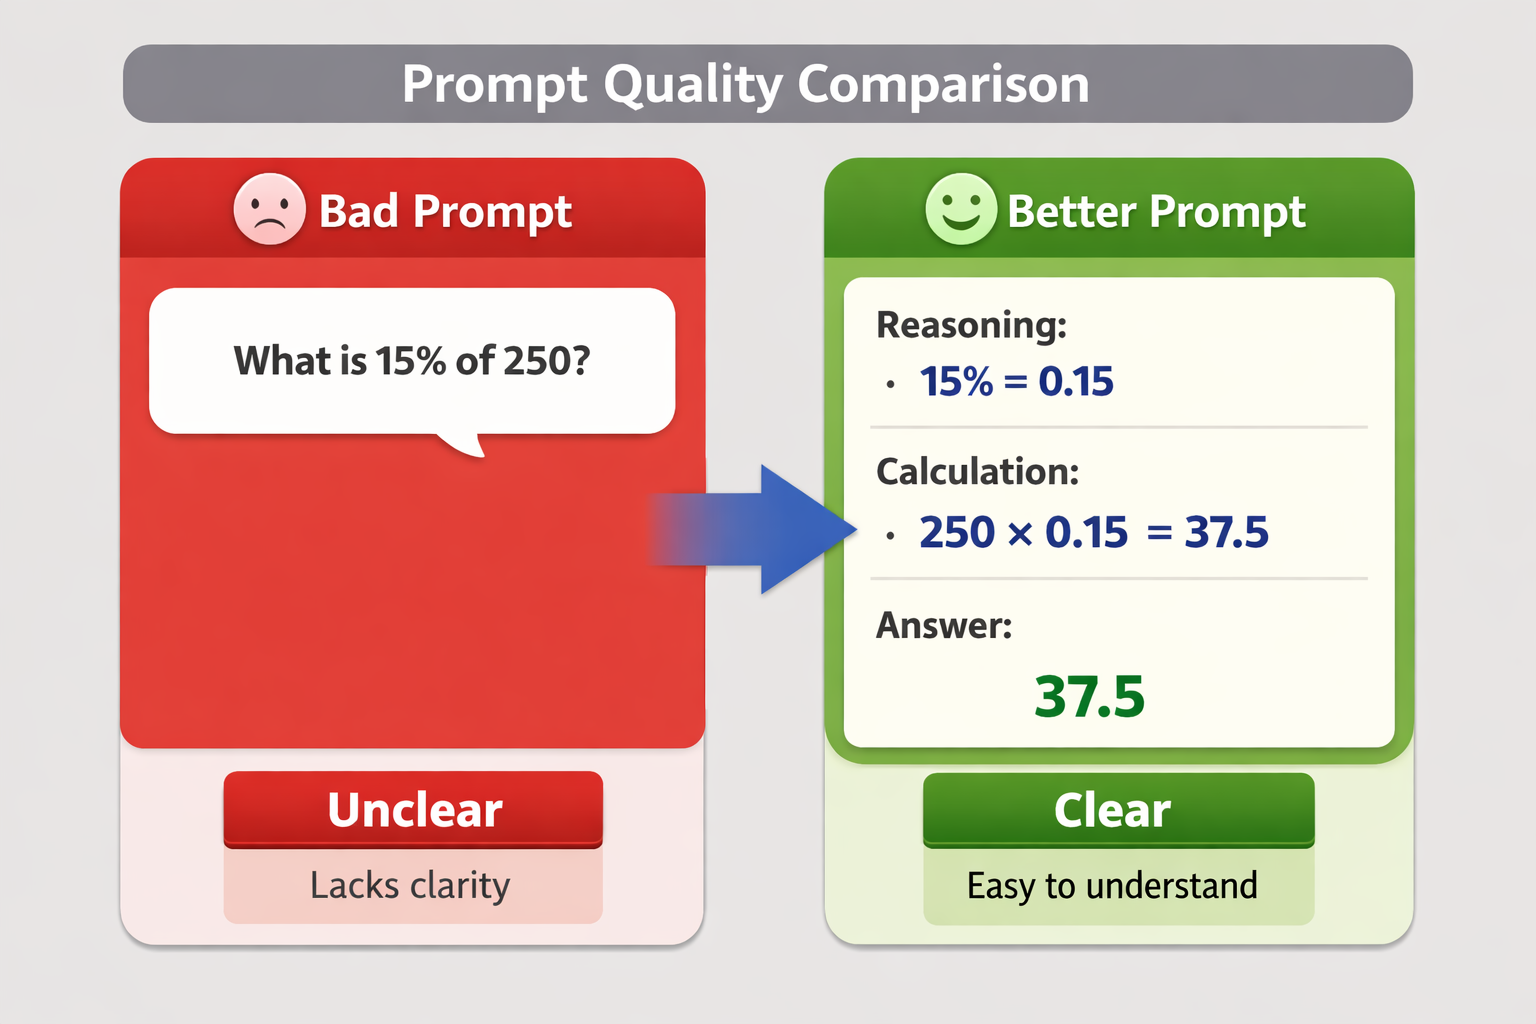 Prompt Quality Comparison
Bad Prompt
What is 15% of 250?
Unclear
Lacks clarity
Better Prompt
Reasoning:
• 15% = 0.15
Calculation:
• 250 × 0.15 = 37.5
Answer:
37.5
Clear
Easy to understand